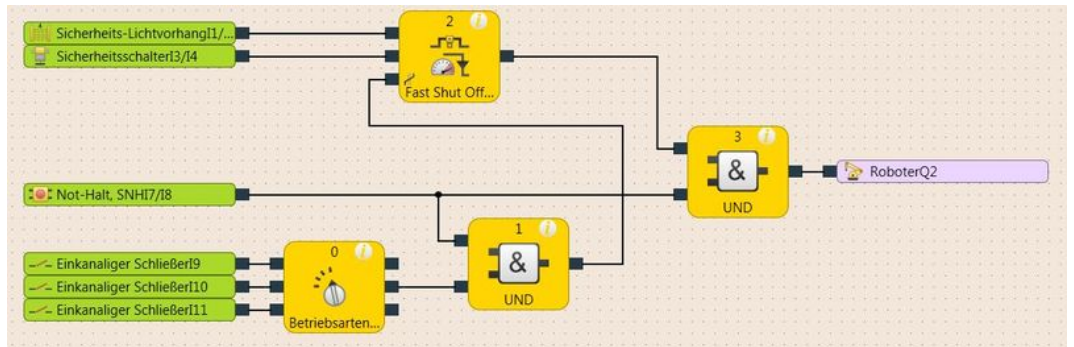 Sicherheits-LichtvorhangI1/...
SicherheitsschalterI3/I4
2
Fast Shut Off...
3
&
UND
RoboterQ2
Not-Halt, SNHI7/I8
1
&
UND
Einkanaliger SchließerI9
Einkanaliger SchließerI10
Einkanaliger SchließerI11
0
Betriebsarten...